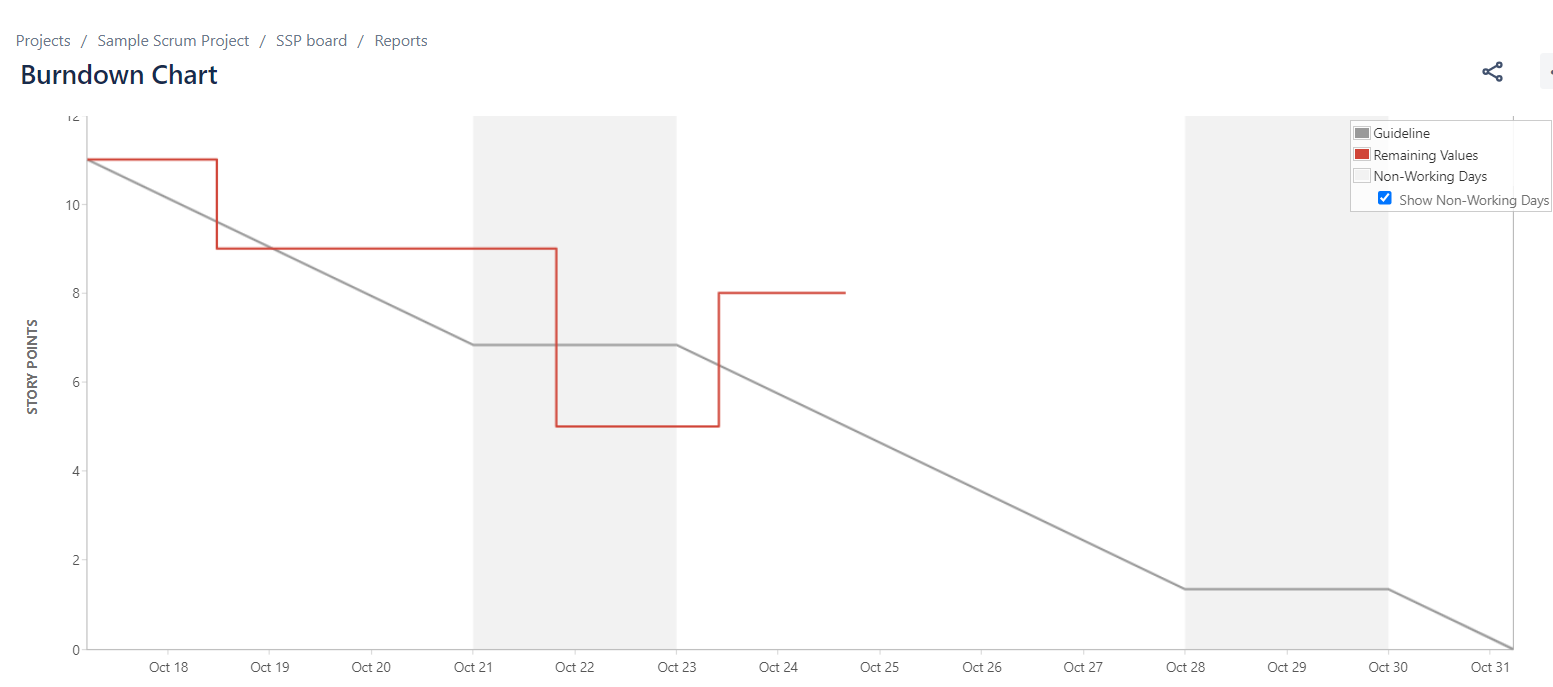 Projects / Sample Scrum Project / SSP board / Reports
Burndown Chart
12
10
8
6
4
2
0
STORY POINTS
Guideline
Remaining Values
Non-Working Days
Show Non-Working Days
Oct 18 Oct 19 Oct 20 Oct 21 Oct 22 Oct 23 Oct 24 Oct 25 Oct 26 Oct 27 Oct 28 Oct 29 Oct 30 Oct 31